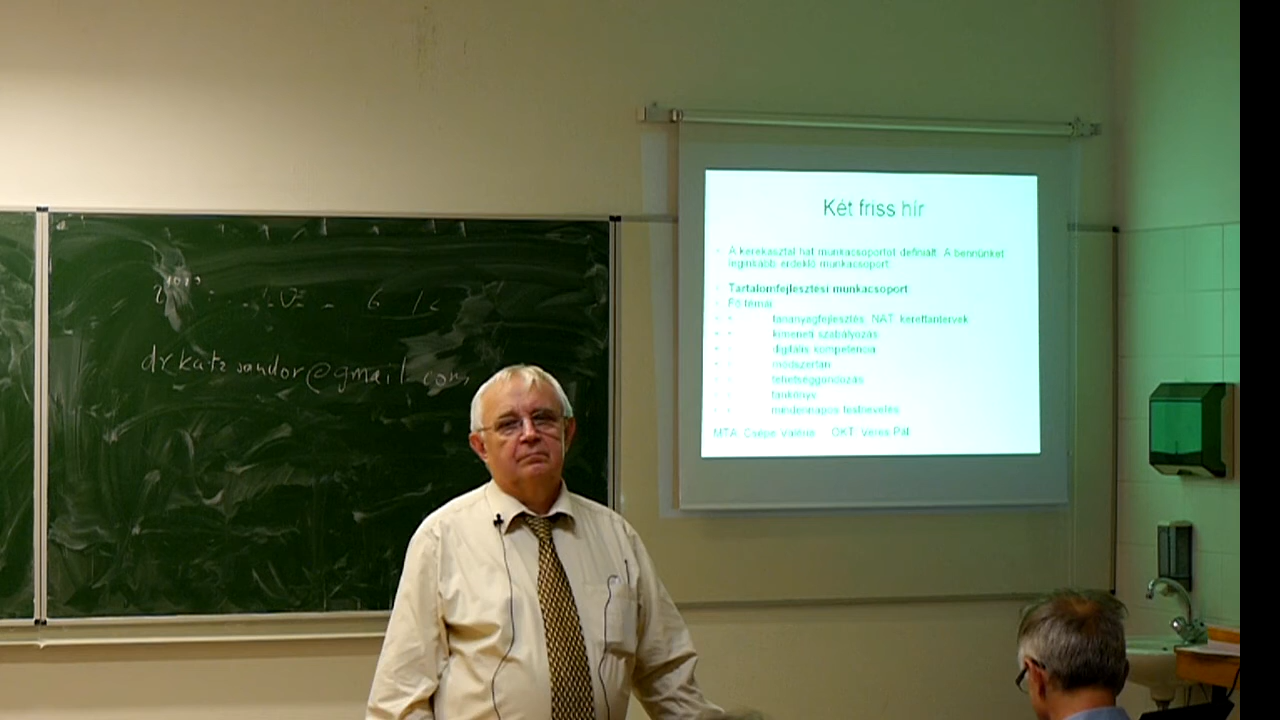 drkatzsandor@gmail.com
Két friss hír
A kerekasztal hat munkacsoportot definiált. A bennünket
leginkább érdeklő munkacsoport:
Tartalomfejlesztési munkacsoport
Fő témái:
tananyagfejlesztés: NAT, kerettantervek
kimeneti szabályozás
digitális kompetencia
módszertan
tehetséggondozás
tankönyv
mindennapos testnevelés
MTA: Csépe Valéria OKT: Veres Pál